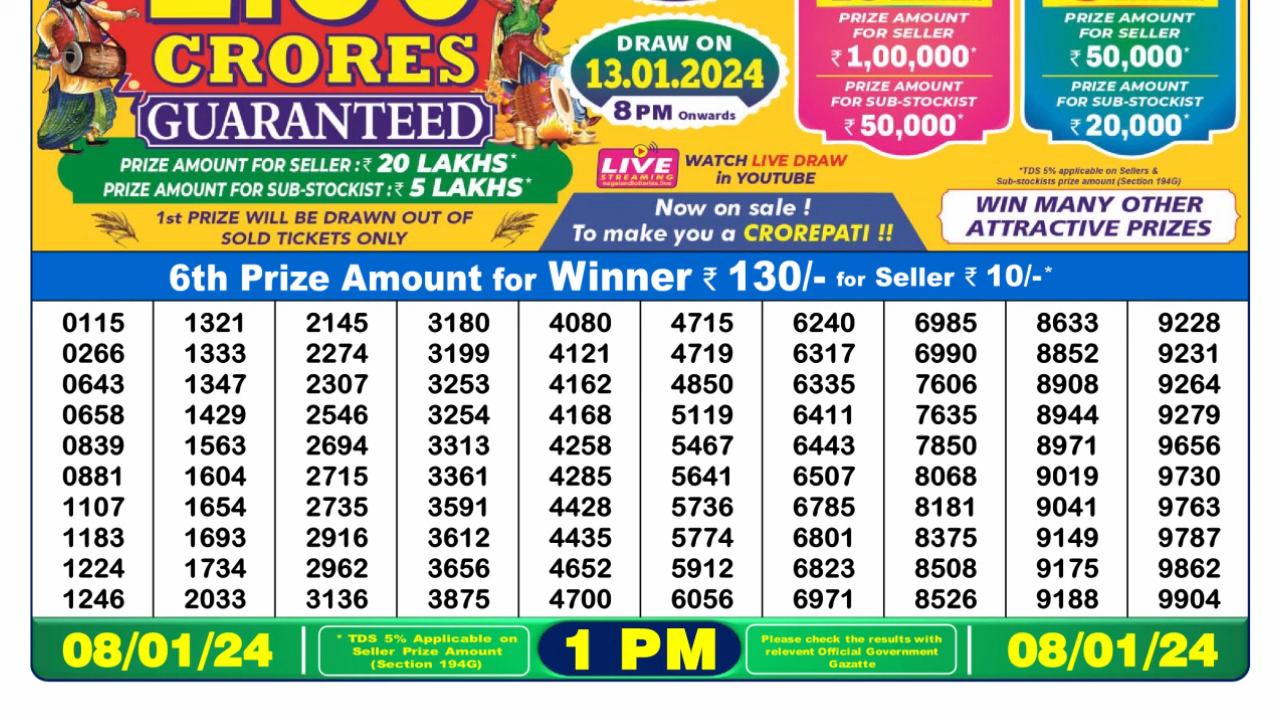 CRORES
GUARANTEED
PRIZE AMOUNT FOR SELLER :₹ 20 LAKHS*
PRIZE AMOUNT FOR SUB-STOCKIST :₹ 5 LAKHS*
1st PRIZE WILL BE DRAWN OUT OF
SOLD TICKETS ONLY
DRAW ON
13.01.2024
8 PM Onwards
LIVE
STREAMING
nagalandlotteries.live
WATCH LIVE DRAW
in YOUTUBE
Now on sale !
To make you a CROREPATI !!
PRIZE AMOUNT
FOR SELLER
₹ 1,00,000*
PRIZE AMOUNT
FOR SUB-STOCKIST
₹ 50,000*
PRIZE AMOUNT
FOR SELLER
₹ 50,000*
PRIZE AMOUNT
FOR SUB-STOCKIST
₹ 20,000*
*TDS 5% applicable on Sellers &
Sub-stockists prize amount (Section 194G)
WIN MANY OTHER
ATTRACTIVE PRIZES
6th Prize Amount for Winner ₹ 130/- for Seller ₹ 10/-*
0115 1321 2145 3180 4080 4715 6240 6985 8633 9228
0266 1333 2274 3199 4121 4719 6317 6990 8852 9231
0643 1347 2307 3253 4162 4850 6335 7606 8908 9264
0658 1429 2546 3254 4168 5119 6411 7635 8944 9279
0839 1563 2694 3313 4258 5467 6443 7850 8971 9656
0881 1604 2715 3361 4285 5641 6507 8068 9019 9730
1107 1654 2735 3591 4428 5736 6785 8181 9041 9763
1183 1693 2916 3612 4435 5774 6801 8375 9149 9787
1224 1734 2962 3656 4652 5912 6823 8508 9175 9862
1246 2033 3136 3875 4700 6056 6971 8526 9188 9904
08/01/24
* TDS 5% Applicable on
Seller Prize Amount
(Section 194G)
1 PM
Please check the results with
relevent Official Government
Gazatte
08/01/24